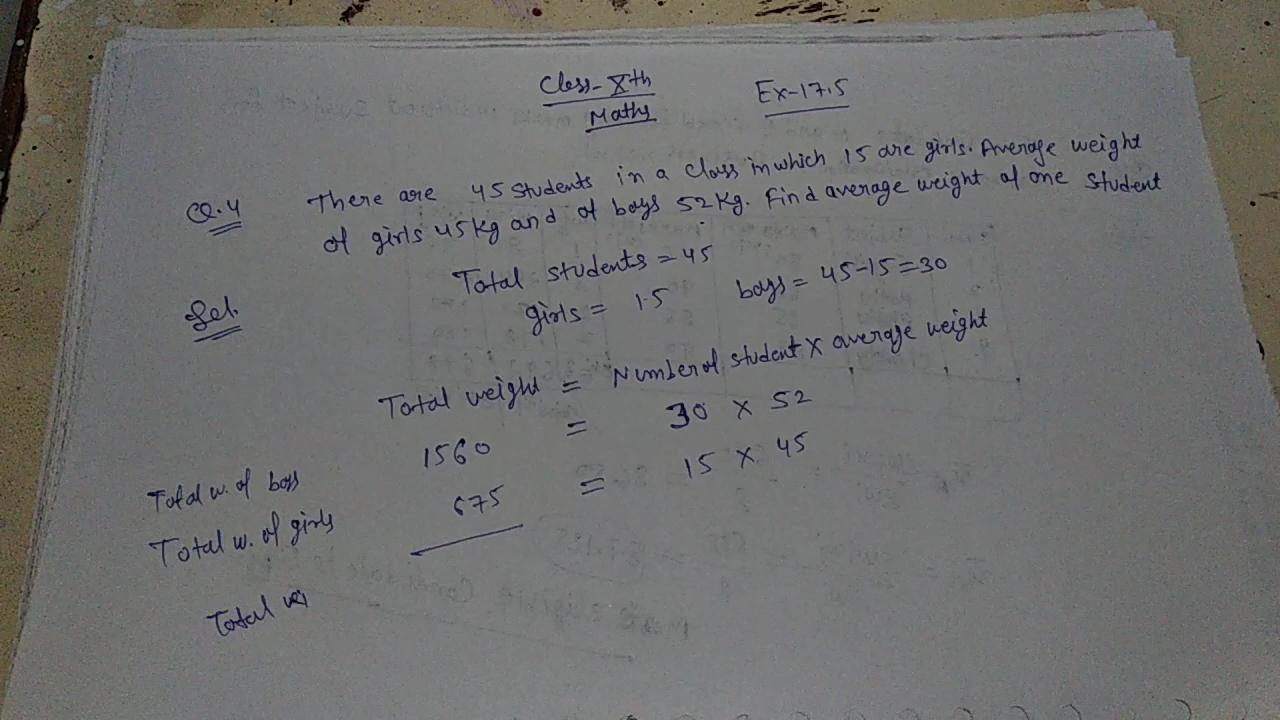 Class-Xth Ex-17.5
Maths
Q.4 There are 45 students in a class in which 15 are girls. Average weight
of girls 45kg and of boys 52kg. Find average weight of one student
Sol. Total students = 45
girls = 15 boys = 45-15=30
Total weight = Number of student x average weight
Total w. of boys 1560 = 30 x 52
Total w. of girls 675 = 15 x 45
Total